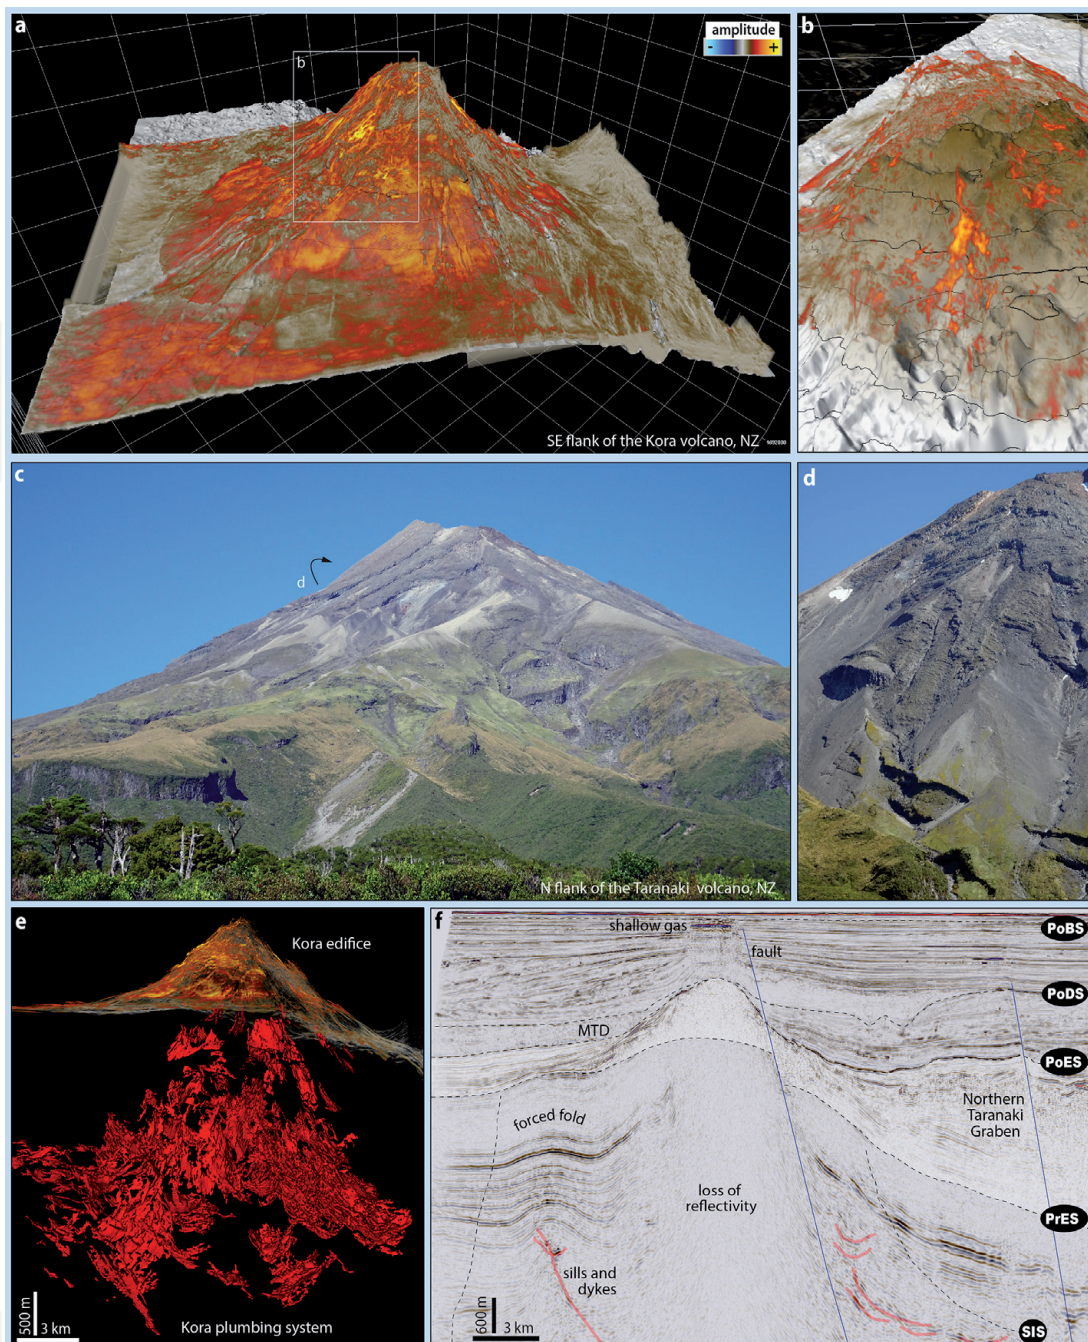 a
amplitude
- +
b
SE flank of the Kora volcano, NZ
b
c
d
N flank of the Taranaki volcano, NZ
d
e
Kora edifice
500 m
3 km
Kora plumbing system
f
shallow gas
PoBS
fault
PoDS
MTD
PoES
Northern
Taranaki
Graben
forced fold
loss of
reflectivity
PrES
sills and
dykes
600 m
3 km
SIS